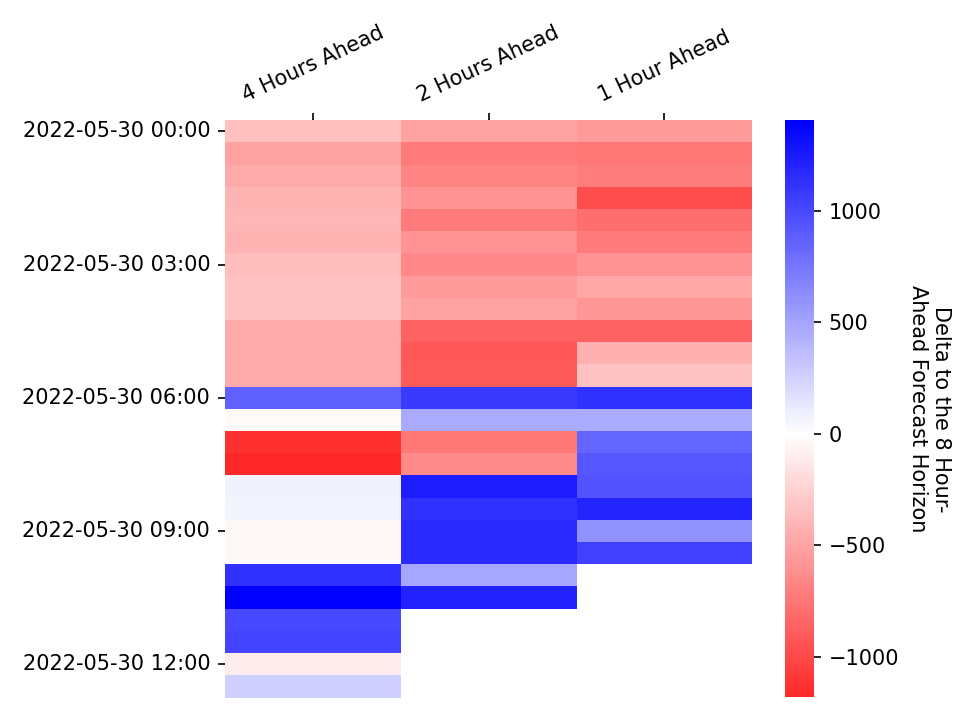 4 Hours Ahead
2 Hours Ahead
1 Hour Ahead
2022-05-30 00:00
2022-05-30 03:00
2022-05-30 06:00
2022-05-30 09:00
2022-05-30 12:00
1000
500
0
−500
−1000
Delta to the 8 Hour-
Ahead Forecast Horizon